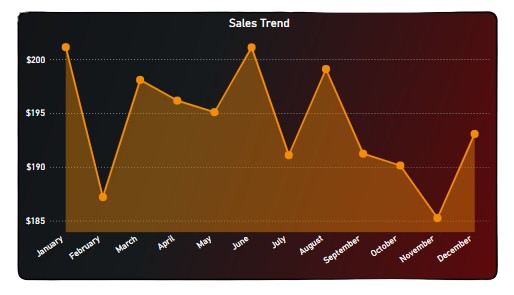 Sales Trend
$200
$195
$190
$185
January
February
March
April
May
June
July
August
September
October
November
December